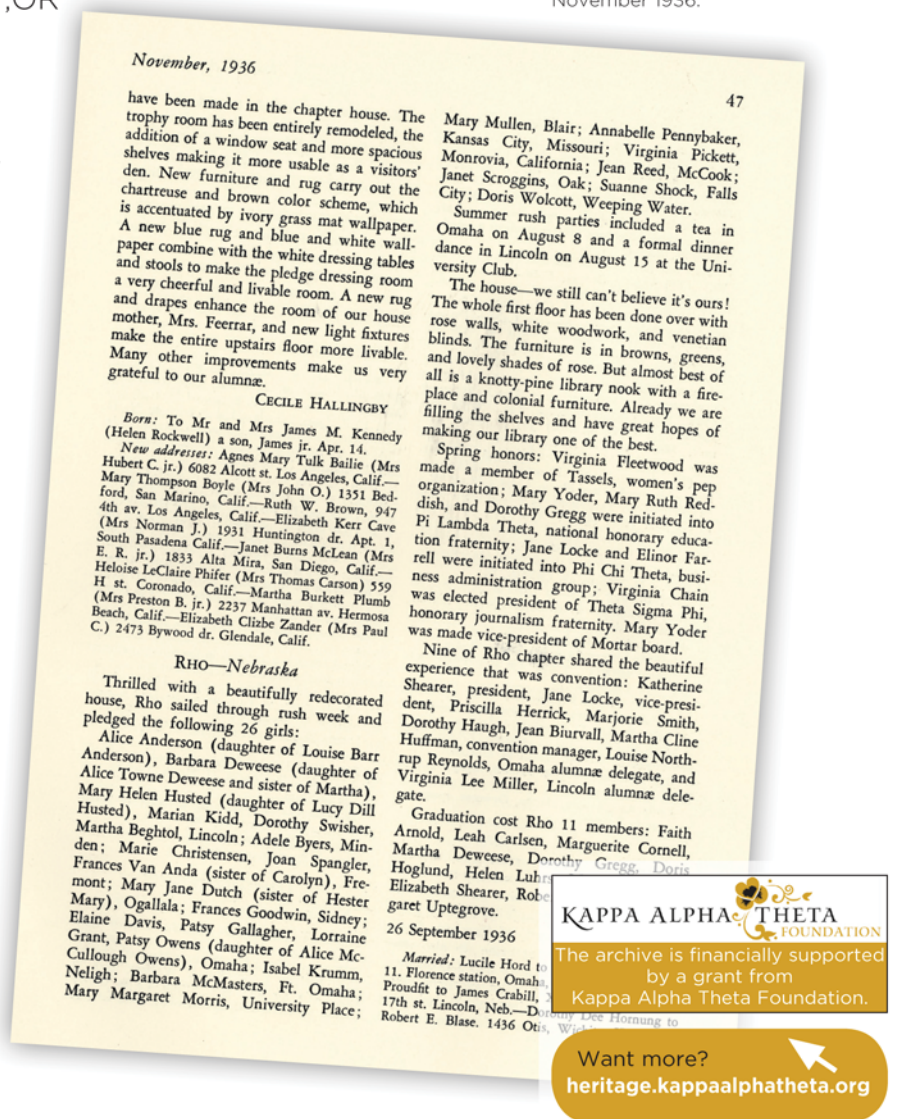 ,OR
November 1936.
November, 1936
47
have been made in the chapter house. The
trophy room has been entirely remodeled, the
addition of a window seat and more spacious
shelves making it more usable as a visitors'
den. New furniture and rug carry out the
chartreuse and brown color scheme, which
is accentuated by ivory grass mat wallpaper.
A new blue rug and blue and white wall-
paper combine with the white dressing tables
and stools to make the pledge dressing room
a very cheerful and livable room. A new rug
and drapes enhance the room of our house
mother, Mrs. Feerrar, and new light fixtures
make the entire upstairs floor more livable.
Many other improvements make us very
grateful to our alumnæ.
CECILE HALLINGBY
Born: To Mr and Mrs James M. Kennedy
(Helen Rockwell) a son, James jr. Apr. 14.
New addresses: Agnes Mary Tulk Bailie (Mrs
Hubert C. jr.) 6082 Alcott st. Los Angeles, Calif.—
Mary Thompson Boyle (Mrs John O.) 1351 Bed-
ford, San Marino, Calif.—Ruth W. Brown, 947
4th av. Los Angeles, Calif.—Elizabeth Kerr Cave
(Mrs Norman J.) 1931 Huntington dr. Apt. 1,
South Pasadena Calif.—Janet Burns McLean (Mrs
E. R. jr.) 1833 Alta Mira, San Diego, Calif.—
Heloise LeClaire Phifer (Mrs Thomas Carson) 559
H st. Coronado, Calif.—Martha Burkett Plumb
(Mrs Preston B. jr.) 2237 Manhattan av. Hermosa
Beach, Calif.—Elizabeth Clizbe Zander (Mrs Paul
C.) 2473 Bywood dr. Glendale, Calif.
RHO—Nebraska
Thrilled with a beautifully redecorated
house, Rho sailed through rush week and
pledged the following 26 girls:
Alice Anderson (daughter of Louise Barr
Anderson), Barbara Deweese (daughter of
Alice Towne Deweese and sister of Martha),
Mary Helen Husted (daughter of Lucy Dill
Husted), Marian Kidd, Dorothy Swisher,
Martha Beghtol, Lincoln; Adele Byers, Min-
den; Marie Christensen, Joan Spangler,
Frances Van Anda (sister of Carolyn), Fre-
mont; Mary Jane Dutch (sister of Hester
Mary), Ogallala; Frances Goodwin, Sidney;
Elaine Davis, Patsy Gallagher, Lorraine
Grant, Patsy Owens (daughter of Alice Mc-
Cullough Owens), Omaha; Isabel Krumm,
Neligh; Barbara McMasters, Ft. Omaha;
Mary Margaret Morris, University Place;
Mary Mullen, Blair; Annabelle Pennybaker,
Kansas City, Missouri; Virginia Pickett,
Monrovia, California; Jean Reed, McCook;
Janet Scroggins, Oak; Suanne Shock, Falls
City; Doris Wolcott, Weeping Water.
Summer rush parties included a tea in
Omaha on August 8 and a formal dinner
dance in Lincoln on August 15 at the Uni-
versity Club.
The house—we still can't believe it's ours!
The whole first floor has been done over with
rose walls, white woodwork, and venetian
blinds. The furniture is in browns, greens,
and lovely shades of rose. But almost best of
all is a knotty-pine library nook with a fire-
place and colonial furniture. Already we are
filling the shelves and have great hopes of
making our library one of the best.
Spring honors: Virginia Fleetwood was
made a member of Tassels, women's pep
organization; Mary Yoder, Mary Ruth Red-
dish, and Dorothy Gregg were initiated into
Pi Lambda Theta, national honorary educa-
tion fraternity; Jane Locke and Elinor Far-
rell were initiated into Phi Chi Theta, busi-
ness administration group; Virginia Chain
was elected president of Theta Sigma Phi,
honorary journalism fraternity. Mary Yoder
was made vice-president of Mortar board.
Nine of Rho chapter shared the beautiful
experience that was convention: Katherine
Shearer, president, Jane Locke, vice-presi-
dent, Priscilla Herrick, Marjorie Smith,
Dorothy Haugh, Jean Biurvall, Martha Cline
Huffman, convention manager, Louise North-
rup Reynolds, Omaha alumnæ delegate, and
Virginia Lee Miller, Lincoln alumnæ dele-
gate.
Graduation cost Rho 11 members: Faith
Arnold, Leah Carlsen, Marguerite Cornell,
Martha Deweese, Dorothy Gregg, Doris
Hoglund, Helen Luhrs
Elizabeth Shearer, Robe
garet Uptegrove.
26 September 1936
Married: Lucile Hord to
11. Florence station, Omaha,
Proudfit to James Crabill,
17th st. Lincoln, Neb.—Dorothy Dee Hornung to
Robert E. Blase. 1436 Otis,
KAPPA ALPHA THETA
FOUNDATION
The archive is financially supported
by a grant from
Kappa Alpha Theta Foundation.
Want more?
heritage.kappaalphatheta.org